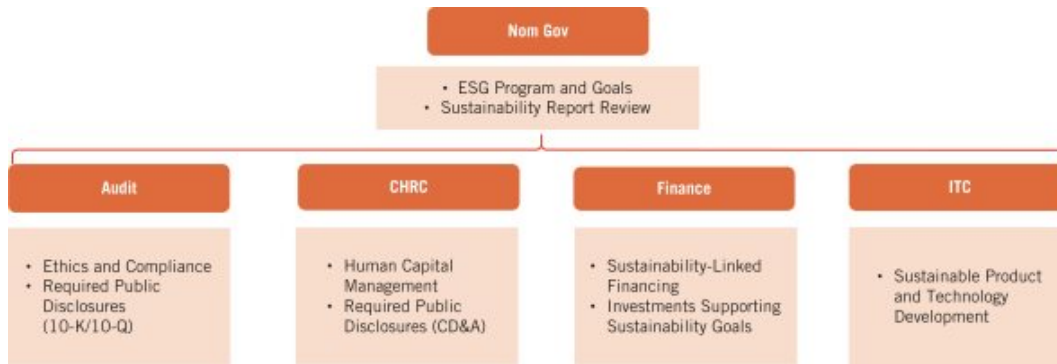 Nom Gov
• ESG Program and Goals
• Sustainability Report Review
Audit
CHRC
Finance
ITC
• Ethics and Compliance
• Required Public
Disclosures
(10-K/10-Q)
• Human Capital
Management
• Required Public
Disclosures (CD&A)
• Sustainability-Linked
Financing
• Investments Supporting
Sustainability Goals
• Sustainable Product
and Technology
Development